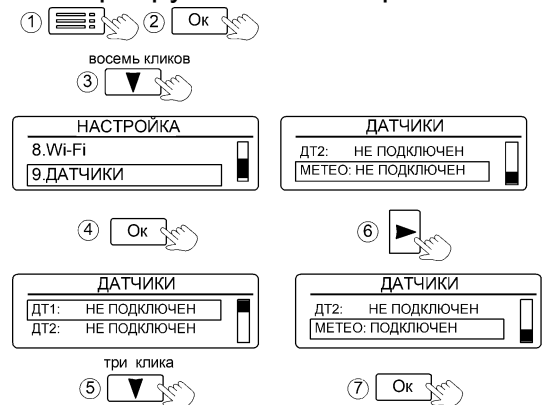 1 2 Ок
восемь кликов
3
НАСТРОЙКА
8.Wi-Fi
9.ДАТЧИКИ
4 Ок
ДАТЧИКИ
ДТ1: НЕ ПОДКЛЮЧЕН
ДТ2: НЕ ПОДКЛЮЧЕН
три клика
5
ДАТЧИКИ
ДТ2: НЕ ПОДКЛЮЧЕН
МЕТЕО: НЕ ПОДКЛЮЧЕН
6
ДАТЧИКИ
ДТ2: НЕ ПОДКЛЮЧЕН
МЕТЕО: ПОДКЛЮЧЕН
7 Ок